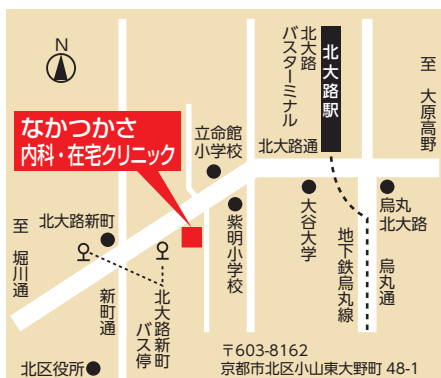 N
北大路
バスターミナル
北大路駅
至 大原高野
なかつかさ
内科・在宅クリニック
立命館
小学校
北大路通
北大路新町
至 堀川通
紫明小学校
大谷大学
烏丸
北大路
地下鉄烏丸線
烏丸通
新町通
北大路新町
バス停
北区役所
〒603-8162
京都市北区小山東大野町 48-1